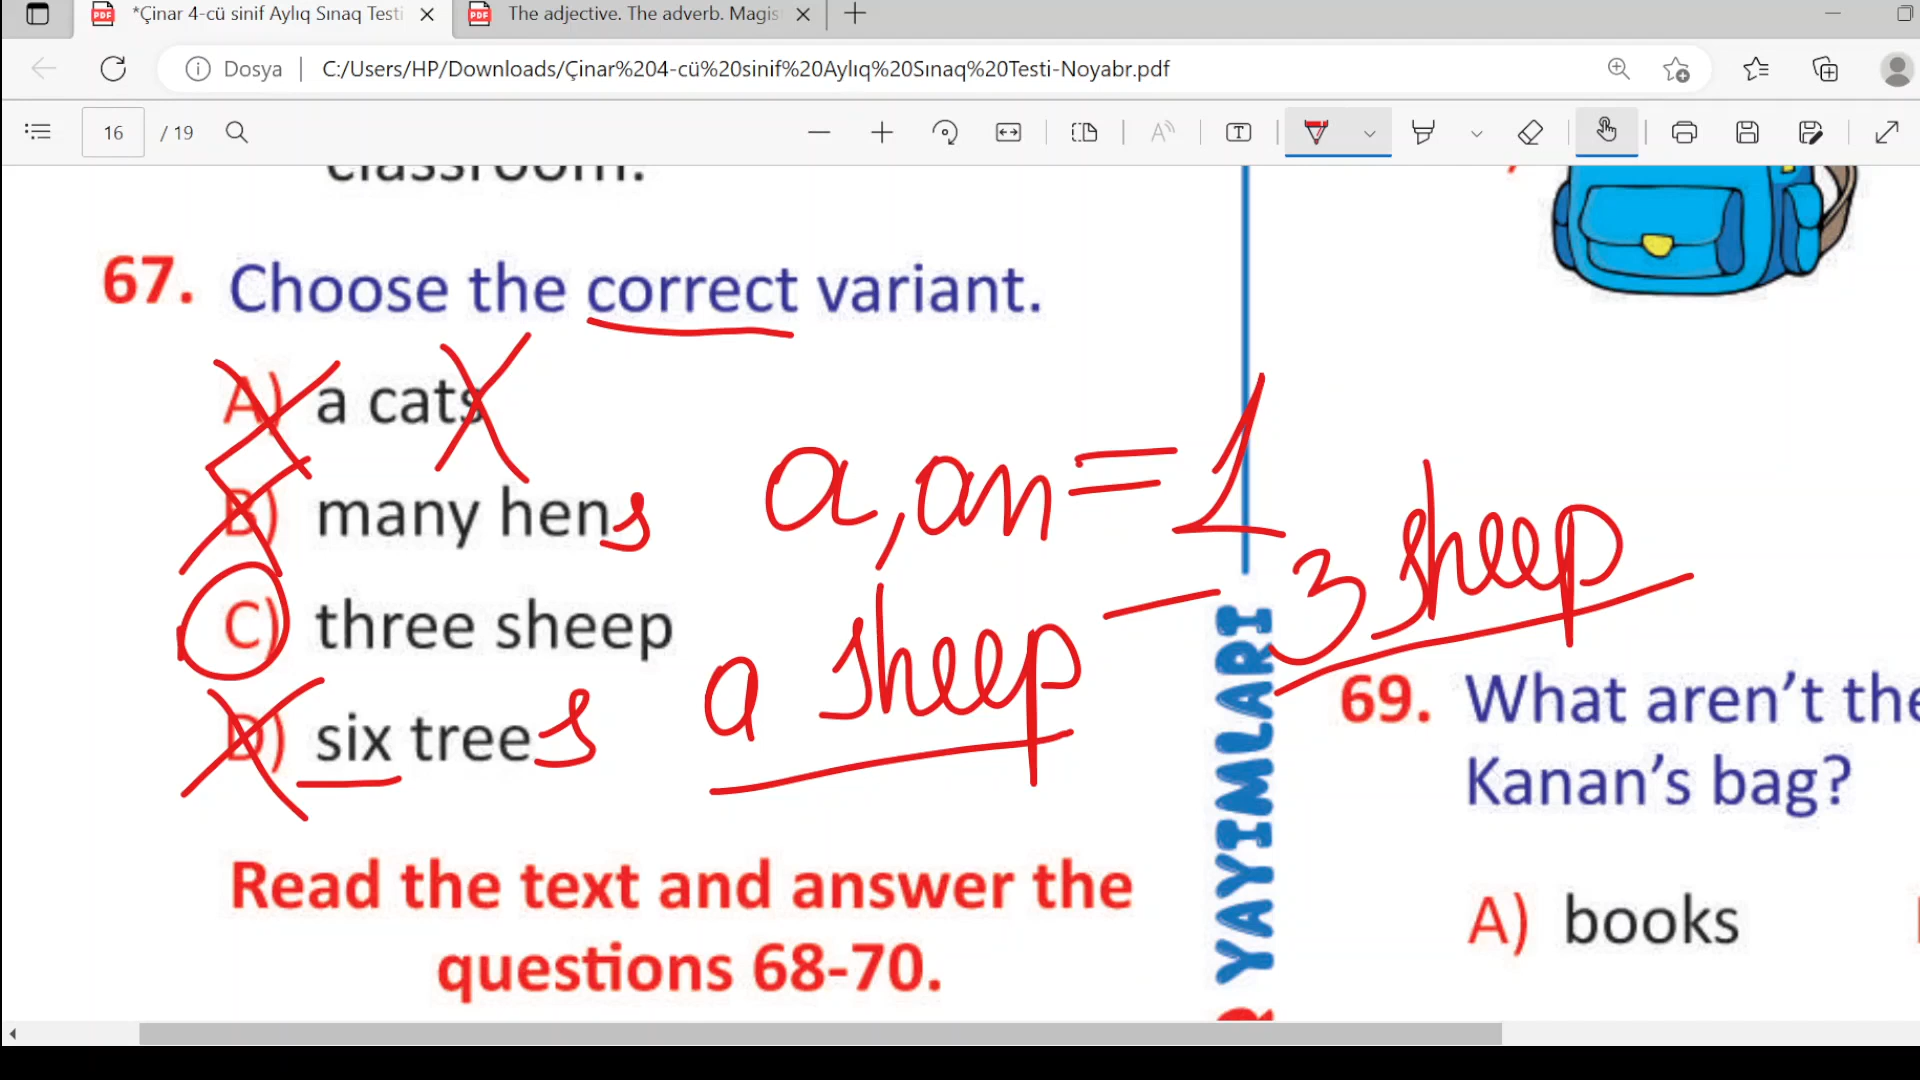 *Çinar 4-cü sinif Aylıq Sınaq Testi
The adjective. The adverb. Magis
Dosya
C:/Users/HP/Downloads/Çinar%204-cü%20sinif%20Aylıq%20Sınaq%20Testi-Noyabr.pdf
16 / 19
classroom.
67. Choose the correct variant.
A) a cats
B) many hens
a, an = 1
C) three sheep
a sheep — 3 sheep
D) six trees
Read the text and answer the
questions 68-70.
YAYIMLARI
69. What aren't the
Kanan's bag?
A) books